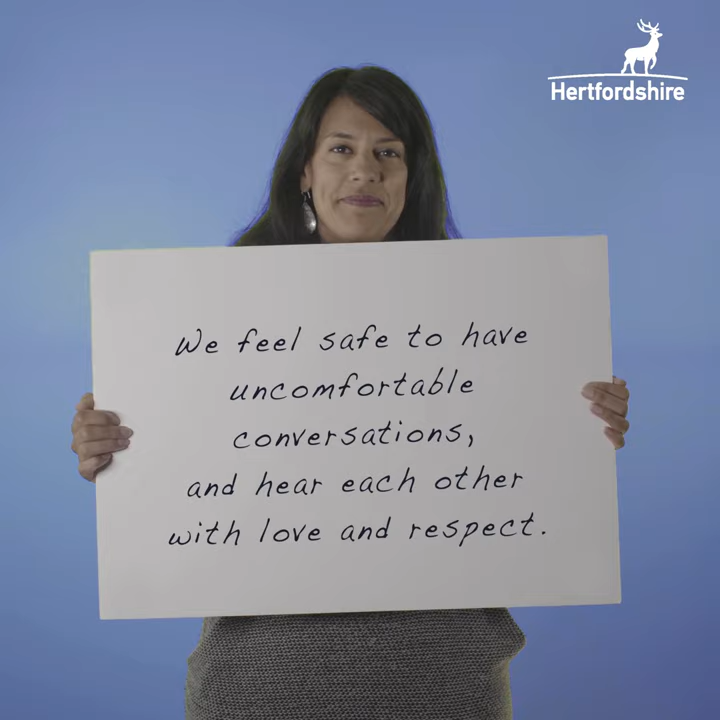 Hertfordshire
We feel safe to have
uncomfortable
conversations,
and hear each other
with love and respect.